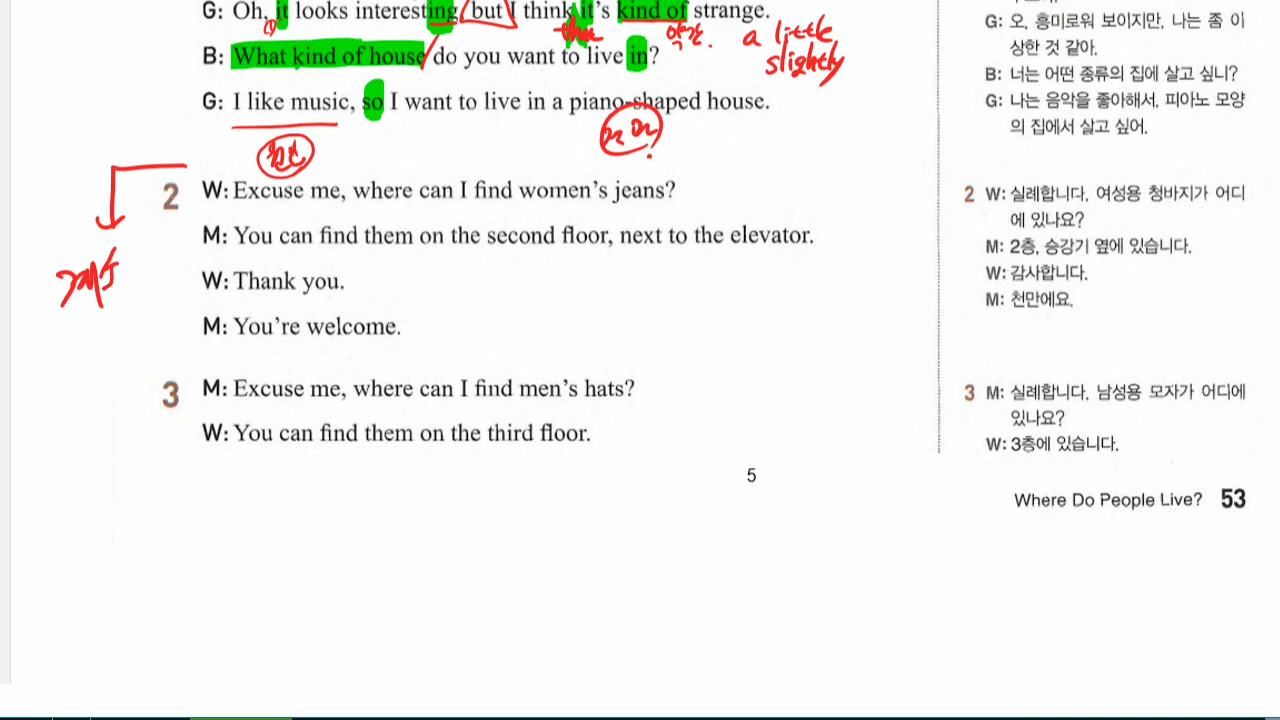 G: Oh, it looks interesting, but I think it's kind of strange.
that
약간.
a little
slightly
B: What kind of house do you want to live in?
G: I like music, so I want to live in a piano-shaped house.
2 W: Excuse me, where can I find women's jeans?
M: You can find them on the second floor, next to the elevator.
W: Thank you.
M: You're welcome.
3 M: Excuse me, where can I find men's hats?
W: You can find them on the third floor.
G: 오, 흥미로워 보이지만, 나는 좀 이
상한 것 같아.
B: 너는 어떤 종류의 집에 살고 싶니?
G: 나는 음악을 좋아해서, 피아노 모양
의 집에서 살고 싶어.
2 W: 실례합니다, 여성용 청바지가 어디
에 있나요?
M: 2층, 승강기 옆에 있습니다.
W: 감사합니다.
M: 천만에요.
3 M: 실례합니다, 남성용 모자가 어디에
있나요?
W: 3층에 있습니다.
5
Where Do People Live? 53